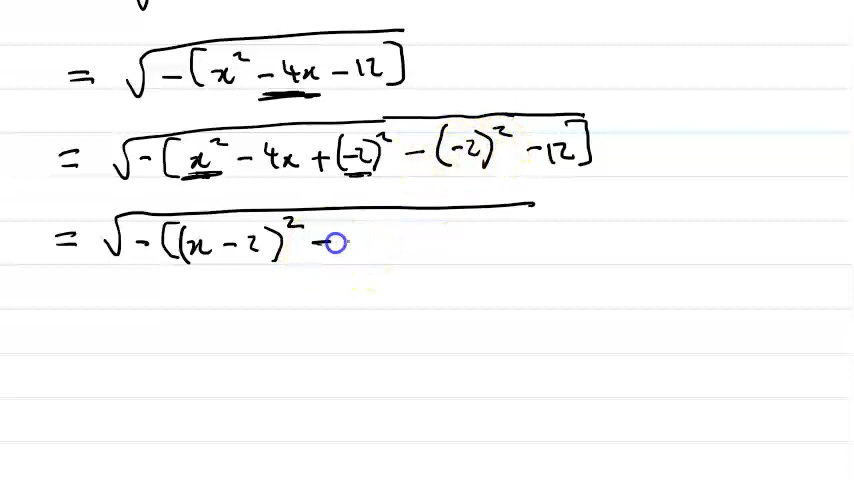 = √-[x² - 4x - 12]
= √-[x² - 4x + (-2)² - (-2)² - 12]
= √-[(x - 2)² -